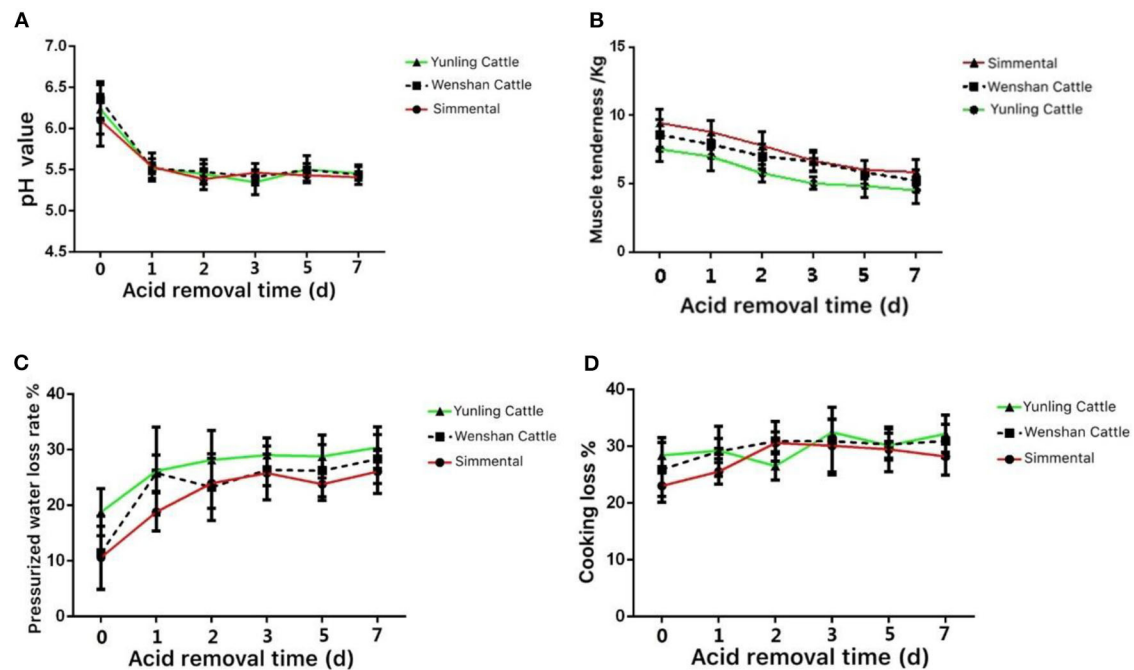 A
pH value
7.0
6.5
6.0
5.5
5.0
4.5
0 1 2 3 5 7
Acid removal time (d)
Yunling Cattle
Wenshan Cattle
Simmental
B
Muscle tenderness /Kg
15
10
5
0
0 1 2 3 5 7
Acid removal time (d)
Simmental
Wenshan Cattle
Yunling Cattle
C
Pressurized water loss rate %
40
30
20
10
0
0 1 2 3 5 7
Acid removal time (d)
Yunling Cattle
Wenshan Cattle
Simmental
D
Cooking loss %
40
30
20
10
0
0 1 2 3 5 7
Acid removal time (d)
Yunling Cattle
Wenshan Cattle
Simmental